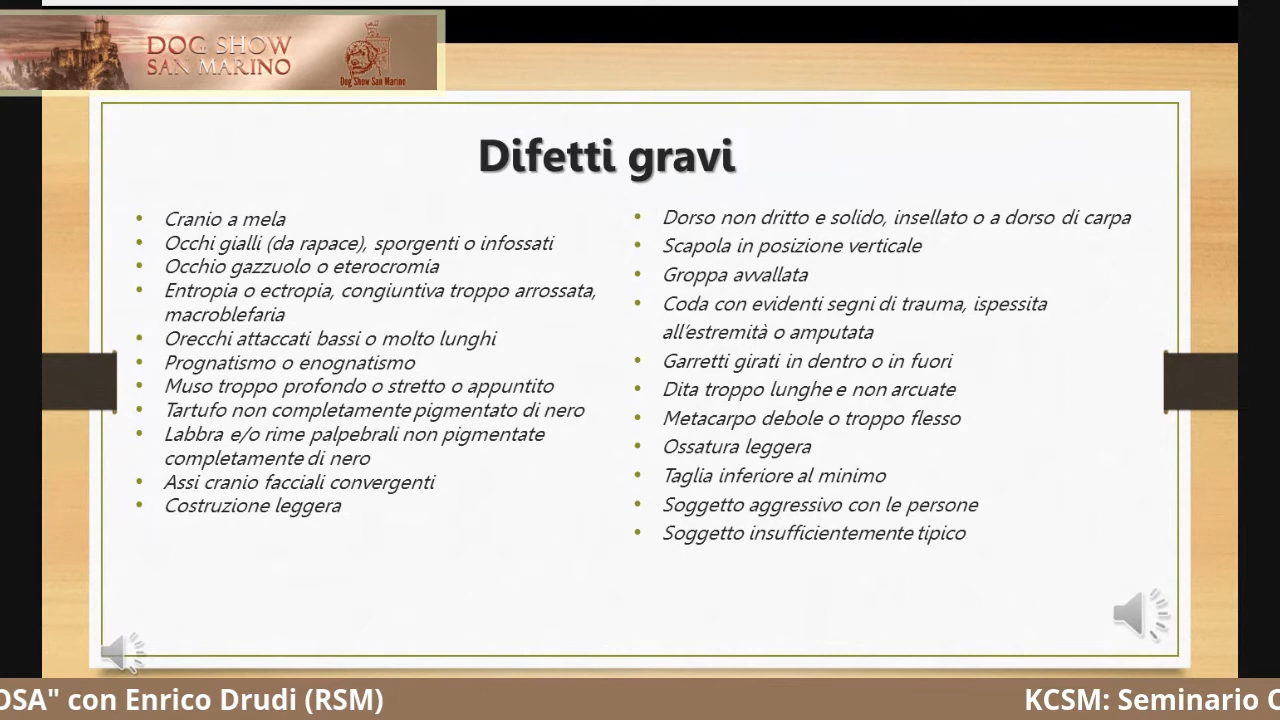 DOG SHOW
SAN MARINO
Dog Show San Marino
Difetti gravi
• Cranio a mela
• Occhi gialli (da rapace), sporgenti o infossati
• Occhio gazzuolo o eterocromia
• Entropia o ectropia, congiuntiva troppo arrossata,
macroblefaria
• Orecchi attaccati bassi o molto lunghi
• Prognatismo o enognatismo
• Muso troppo profondo o stretto o appuntito
• Tartufo non completamente pigmentato di nero
• Labbra e/o rime palpebrali non pigmentate
completamente di nero
• Assi cranio facciali convergenti
• Costruzione leggera
• Dorso non dritto e solido, insellato o a dorso di carpa
• Scapola in posizione verticale
• Groppa avvallata
• Coda con evidenti segni di trauma, ispessita
all'estremità o amputata
• Garretti girati in dentro o in fuori
• Dita troppo lunghe e non arcuate
• Metacarpo debole o troppo flesso
• Ossatura leggera
• Taglia inferiore al minimo
• Soggetto aggressivo con le persone
• Soggetto insufficientemente tipico
OSA" con Enrico Drudi (RSM) KCSM: Seminario